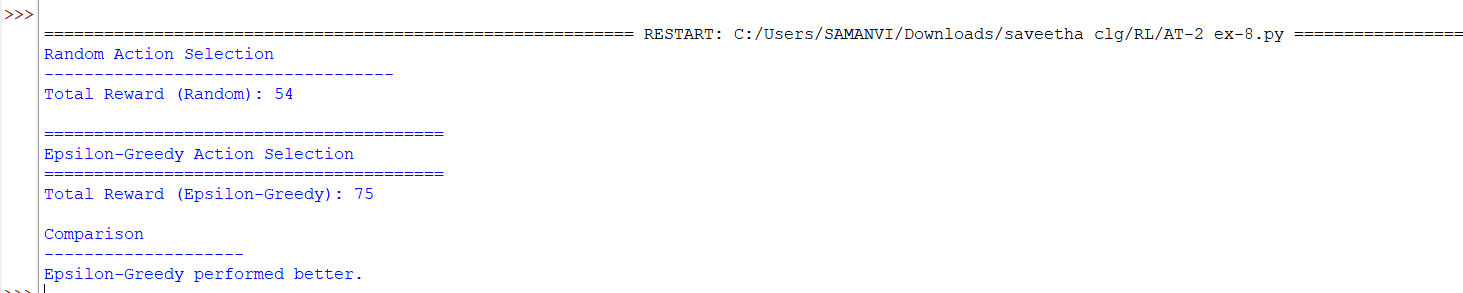 >>>
=========================================================== RESTART: C:/Users/SAMANVI/Downloads/saveetha clg/RL/AT-2 ex-8.py =================
Random Action Selection
-----------------------------------
Total Reward (Random): 54
========================================
Epsilon-Greedy Action Selection
========================================
Total Reward (Epsilon-Greedy): 75
Comparison
--------------------
Epsilon-Greedy performed better.
>>>